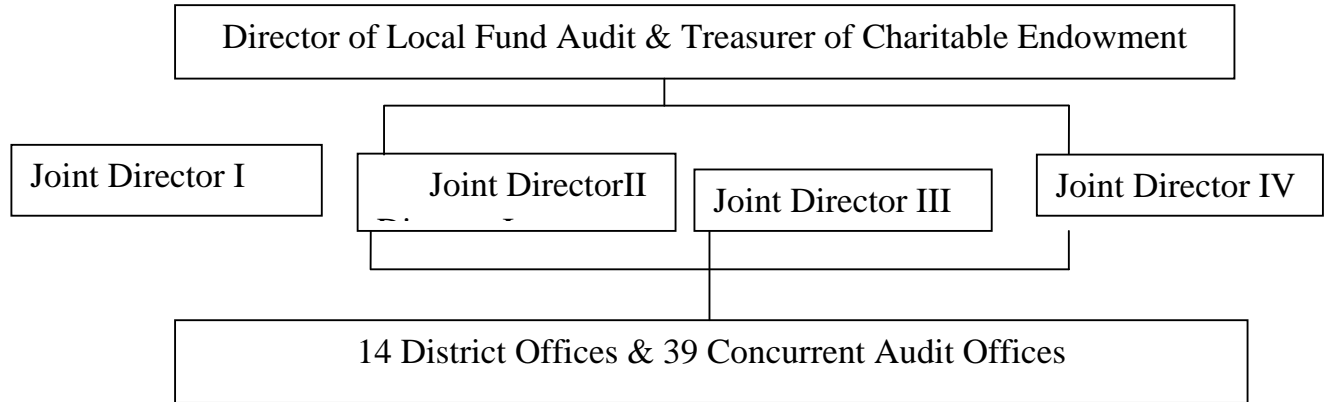 Director of Local Fund Audit & Treasurer of Charitable Endowment
Joint Director I
Joint DirectorII
Joint Director III
Joint Director IV
14 District Offices & 39 Concurrent Audit Offices